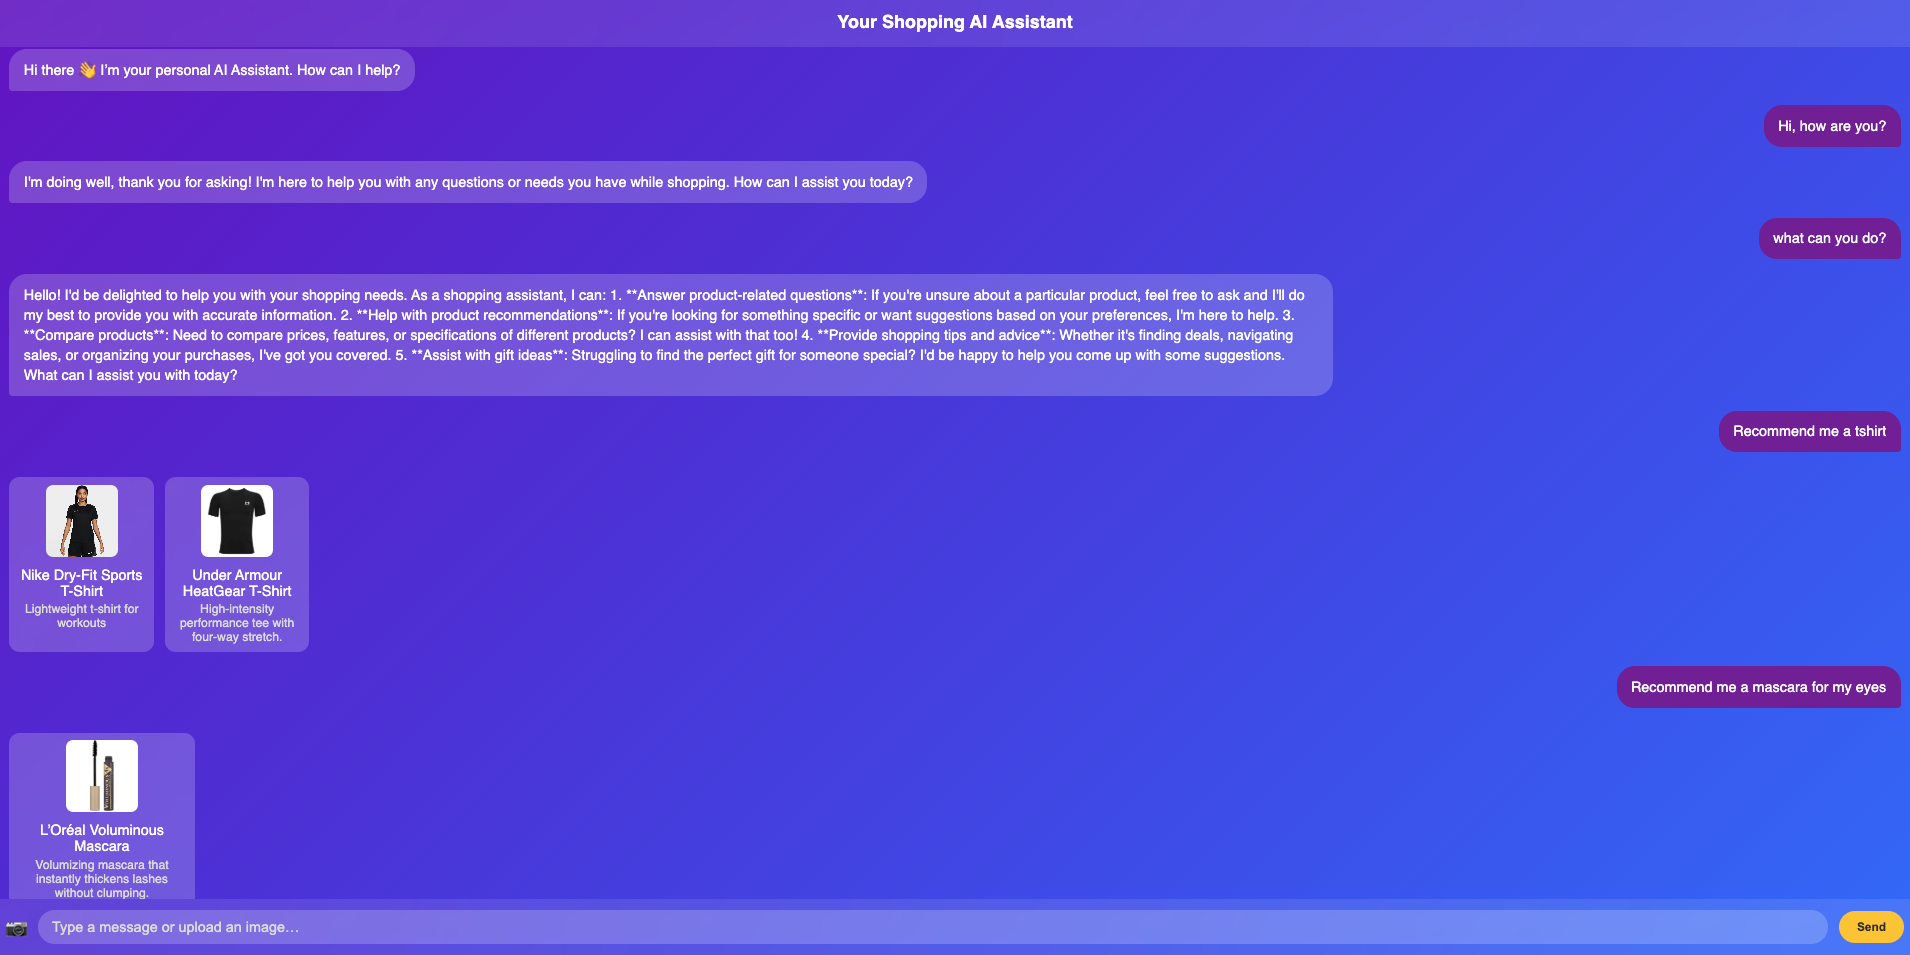 Your Shopping AI Assistant
Hi there 👋 I'm your personal AI Assistant. How can I help?
Hi, how are you?
I'm doing well, thank you for asking! I'm here to help you with any questions or needs you have while shopping. How can I assist you today?
what can you do?
Hello! I'd be delighted to help you with your shopping needs. As a shopping assistant, I can: 1. **Answer product-related questions**: If you're unsure about a particular product, feel free to ask and I'll do
my best to provide you with accurate information. 2. **Help with product recommendations**: If you're looking for something specific or want suggestions based on your preferences, I'm here to help. 3.
**Compare products**: Need to compare prices, features, or specifications of different products? I can assist with that too! 4. **Provide shopping tips and advice**: Whether it's finding deals, navigating
sales, or organizing your purchases, I've got you covered. 5. **Assist with gift ideas**: Struggling to find the perfect gift for someone special? I'd be happy to help you come up with some suggestions.
What can I assist you with today?
Recommend me a tshirt
Nike Dry-Fit Sports
T-Shirt
Lightweight t-shirt for
workouts
Under Armour
HeatGear T-Shirt
High-intensity
performance tee with
four-way stretch.
Recommend me a mascara for my eyes
L'Oréal Voluminous
Mascara
Volumizing mascara that
instantly thickens lashes
without clumping.
Type a message or upload an image…
Send